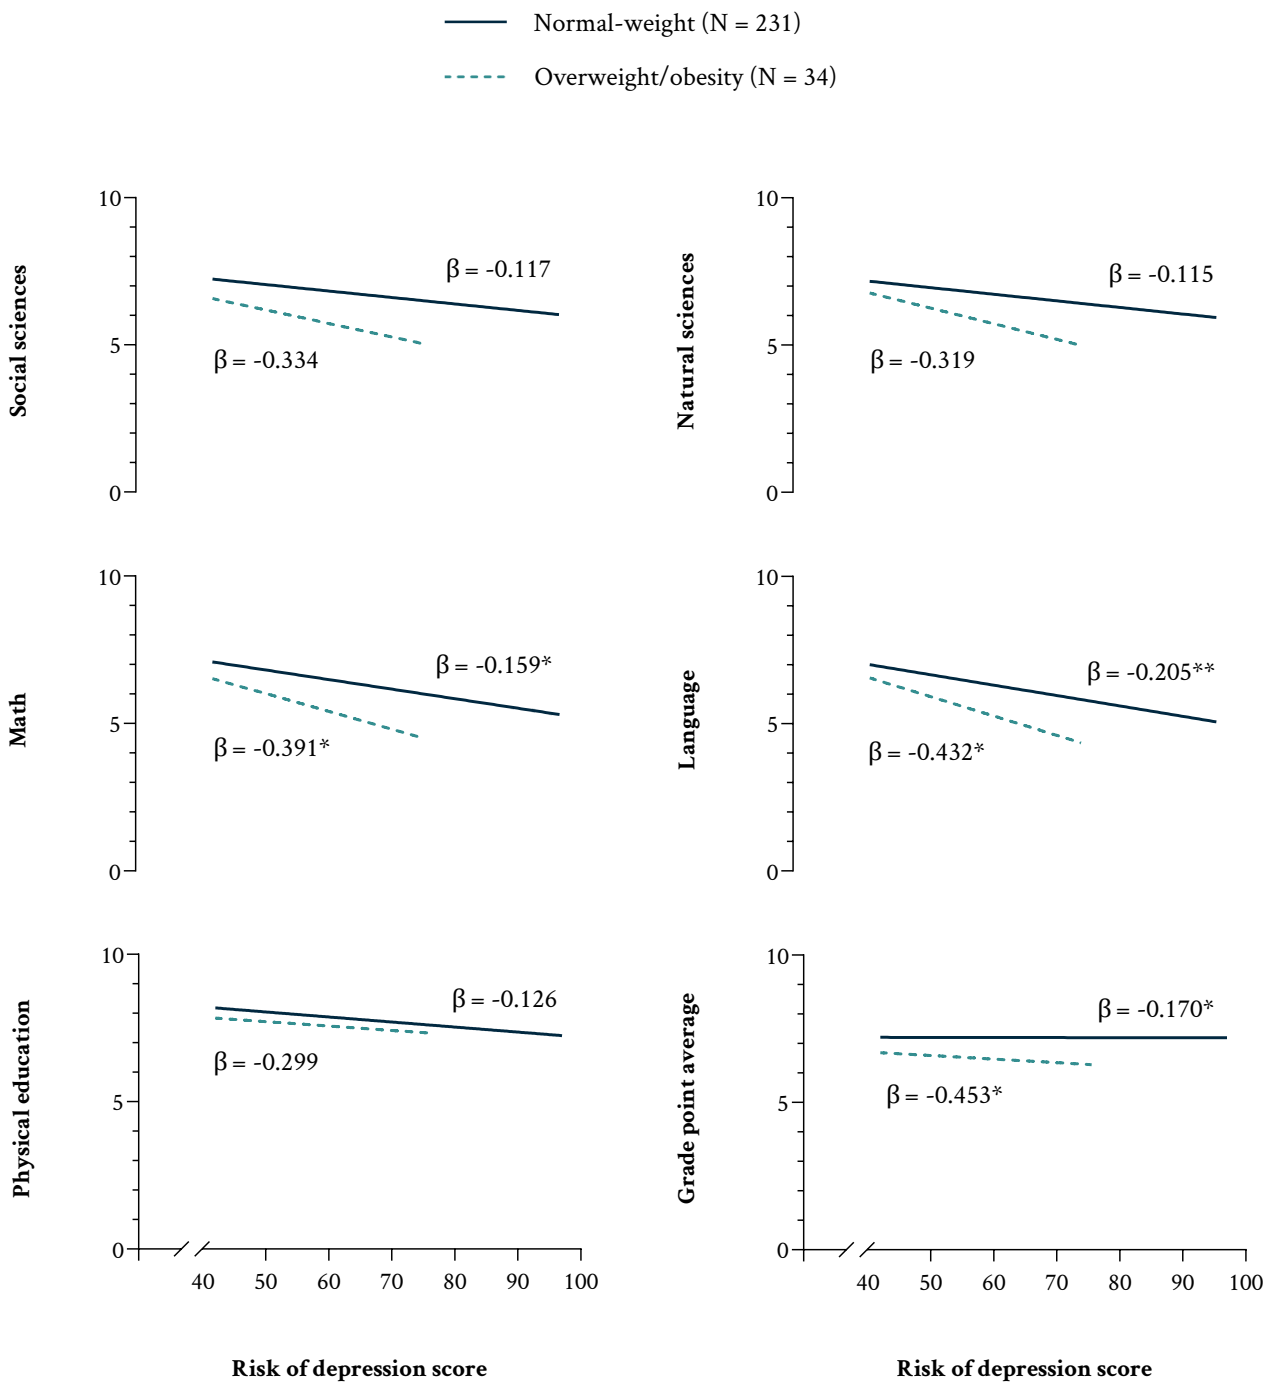 Normal-weight (N = 231)
Overweight/obesity (N = 34)
Social sciences
10
5
0
β = -0.117
β = -0.334
Natural sciences
10
5
0
β = -0.115
β = -0.319
Math
10
5
0
β = -0.159*
β = -0.391*
Language
10
5
0
β = -0.205**
β = -0.432*
Physical education
10
5
0
β = -0.126
β = -0.299
40 50 60 70 80 90 100
Risk of depression score
Grade point average
10
5
0
β = -0.170*
β = -0.453*
40 50 60 70 80 90 100
Risk of depression score